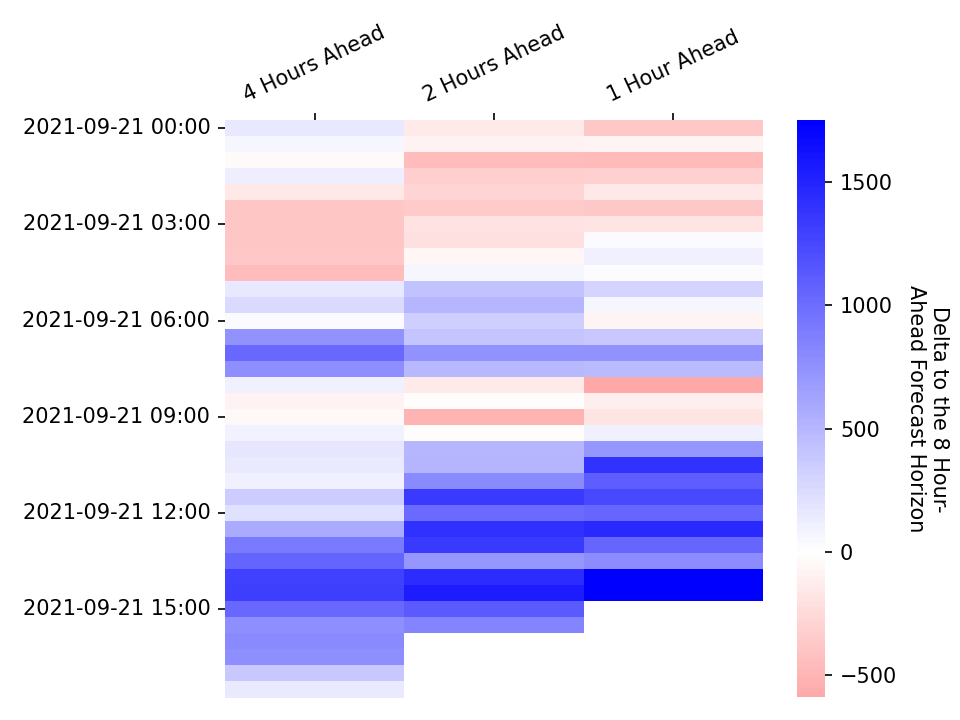 4 Hours Ahead
2 Hours Ahead
1 Hour Ahead
2021-09-21 00:00
2021-09-21 03:00
2021-09-21 06:00
2021-09-21 09:00
2021-09-21 12:00
2021-09-21 15:00
1500
1000
500
0
−500
Delta to the 8 Hour-
Ahead Forecast Horizon